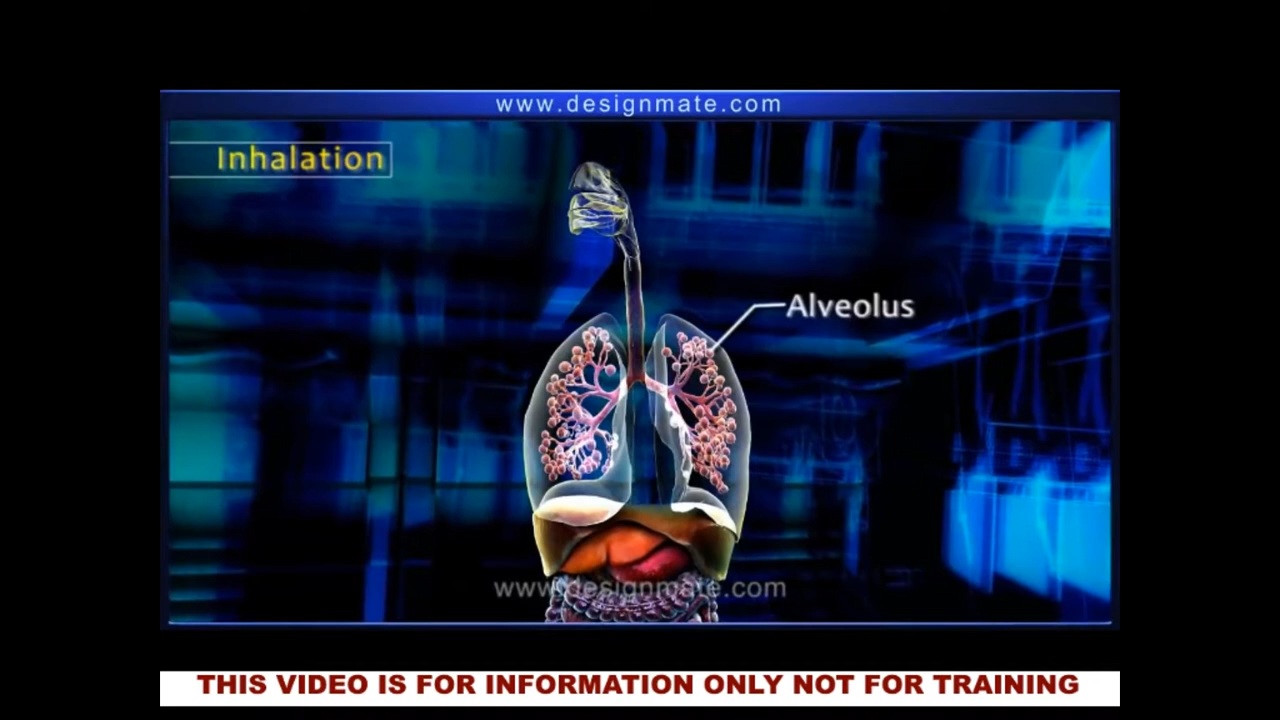 www.designmate.com
Inhalation
Alveolus
www.designmate.com
THIS VIDEO IS FOR INFORMATION ONLY NOT FOR TRAINING